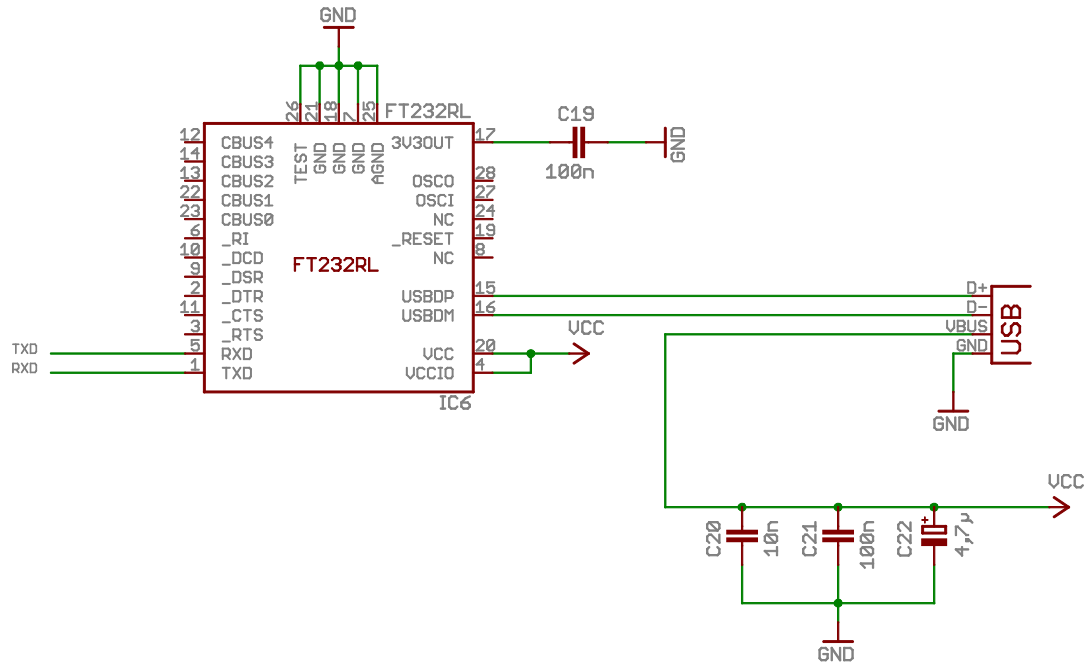 GND
26 21 18 7 25
FT232RL
TEST GND GND GND AGND
12 CBUS4
14 CBUS3
13 CBUS2
22 CBUS1
23 CBUS0
6 _RI
10 _DCD
9 _DSR
2 _DTR
11 _CTS
3 _RTS
TXD 5 RXD
RXD 1 TXD
FT232RL
3V3OUT 17
OSCO 28
OSCI 27
NC 24
_RESET 19
NC 8
USBDP 15
USBDM 16
VCC 20
VCCIO 4
IC6
C19
100n
GND
VCC
D+
D-
VBUS
GND
USB
GND
VCC
C20 10n
C21 100n
C22 + 4,7µ
GND